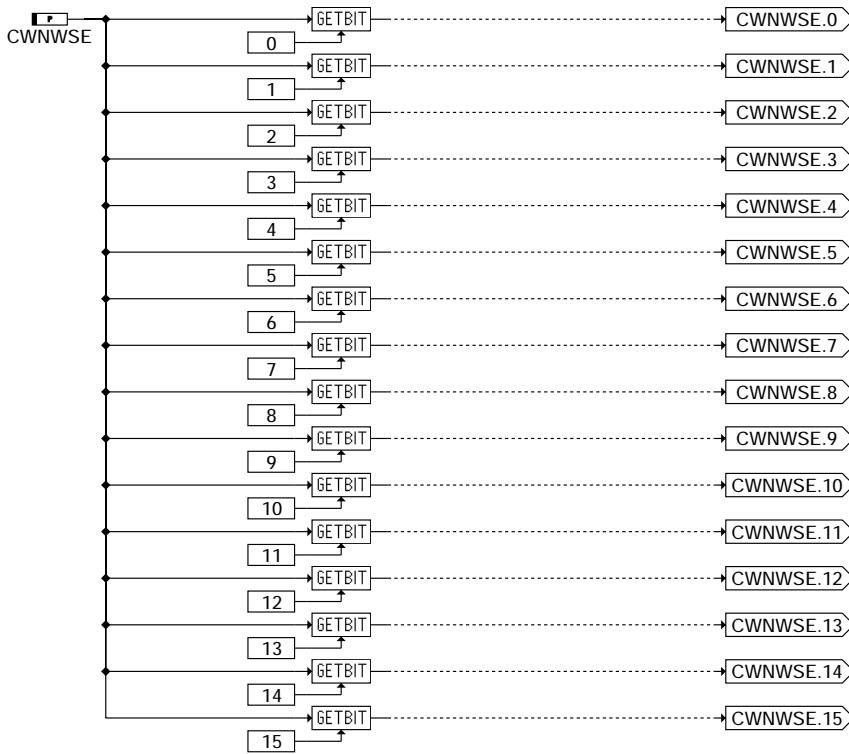 P
CWNWSE
GETBIT
CWNWSE.0
0
GETBIT
CWNWSE.1
1
GETBIT
CWNWSE.2
2
GETBIT
CWNWSE.3
3
GETBIT
CWNWSE.4
4
GETBIT
CWNWSE.5
5
GETBIT
CWNWSE.6
6
GETBIT
CWNWSE.7
7
GETBIT
CWNWSE.8
8
GETBIT
CWNWSE.9
9
GETBIT
CWNWSE.10
10
GETBIT
CWNWSE.11
11
GETBIT
CWNWSE.12
12
GETBIT
CWNWSE.13
13
GETBIT
CWNWSE.14
14
GETBIT
CWNWSE.15
15